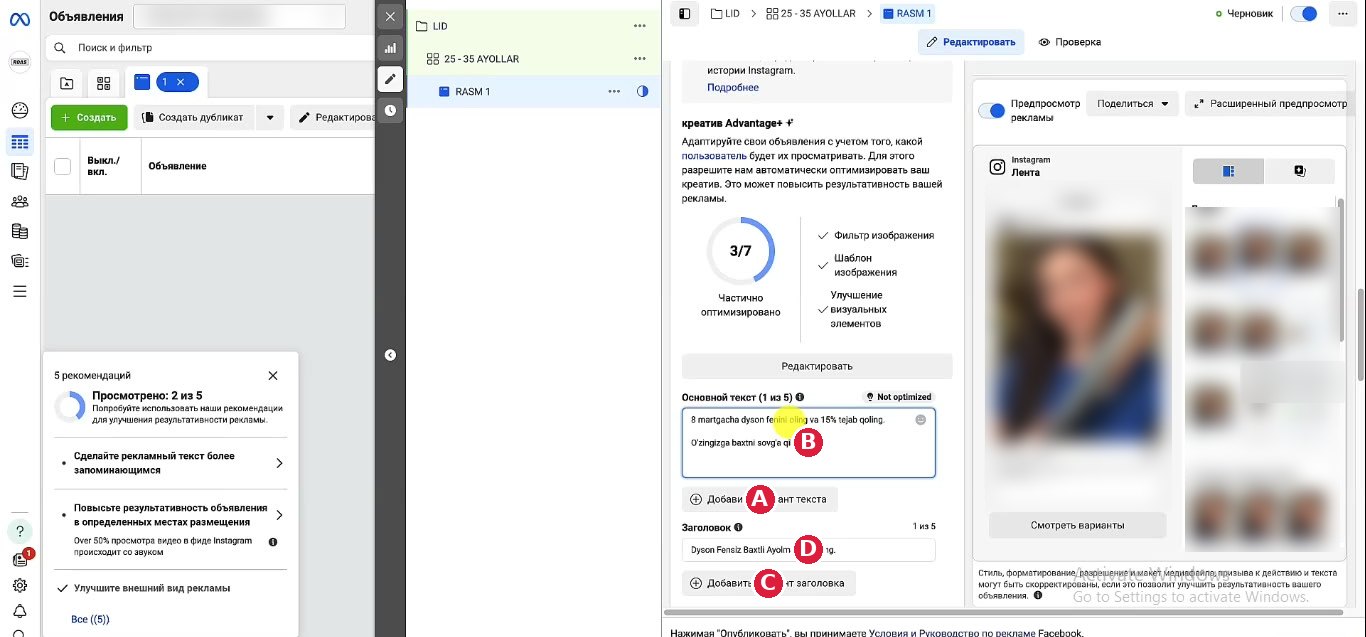 Объявления
Поиск и фильтр
1
Создать
Создать дубликат
Редактирова
Выкл./
вкл.
Объявление
5 рекомендаций
Просмотрено: 2 из 5
Попробуйте использовать наши рекомендации
для улучшения результативности рекламы.
Сделайте рекламный текст более
запоминающимся
Повысьте результативность объявления
в определенных местах размещения
Over 50% просмотра видео в фиде Instagram
происходит со звуком
Улучшите внешний вид рекламы
Все ((5))
1
LID
25 - 35 AYOLLAR
RASM 1
LID
25 - 35 AYOLLAR
RASM 1
Черновик
Редактировать
Проверка
истории Instagram.
Подробнее
креатив Advantage+
Адаптируйте свои объявления с учетом того, какой
пользователь будет их просматривать. Для этого
разрешите нам автоматически оптимизировать ваш
креатив. Это может повысить результативность вашей
рекламы.
3/7
Частично
оптимизировано
Фильтр изображения
Шаблон
изображения
Улучшение
визуальных
элементов
Редактировать
Основной текст (1 из 5)
Not optimized
8 martgacha dyson fenini oling va 15% tejab qoling.
O'zingizga baxtni sovg'a qi
B
Добави
A
ант текста
Заголовок
1 из 5
Dyson Fensiz Baxtli Ayolm
D
ng.
Добавить
C
нт заголовка
Предпросмотр
рекламы
Поделиться
Расширенный предпросмотр
Instagram
Лента
Смотреть варианты
Стиль, форматирование, разрешение и макет медиафайла, призыва к действию и текста
могут быть скорректированы, если это позволит улучшить результативность вашего
объявления.
Activate Windows
Go to Settings to activate Windows.
Нажимая "Опубликовать", вы принимаете Условия и Руководство по рекламе Facebook.